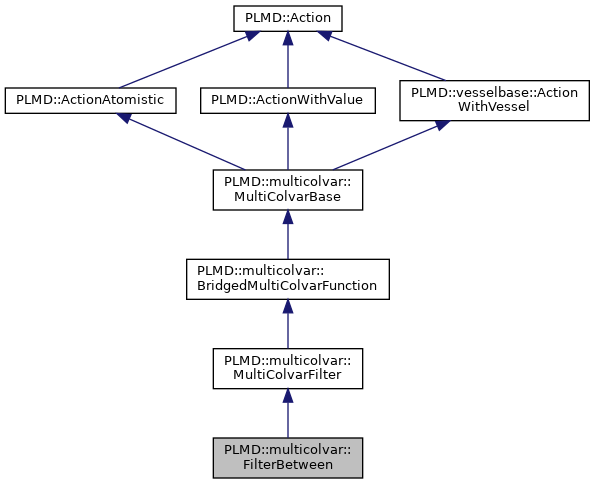 PLMD::Action
PLMD::ActionAtomistic
PLMD::ActionWithValue
PLMD::vesselbase::Action
WithVessel
PLMD::multicolvar::
MultiColvarBase
PLMD::multicolvar::
BridgedMultiColvarFunction
PLMD::multicolvar::
MultiColvarFilter
PLMD::multicolvar::
FilterBetween